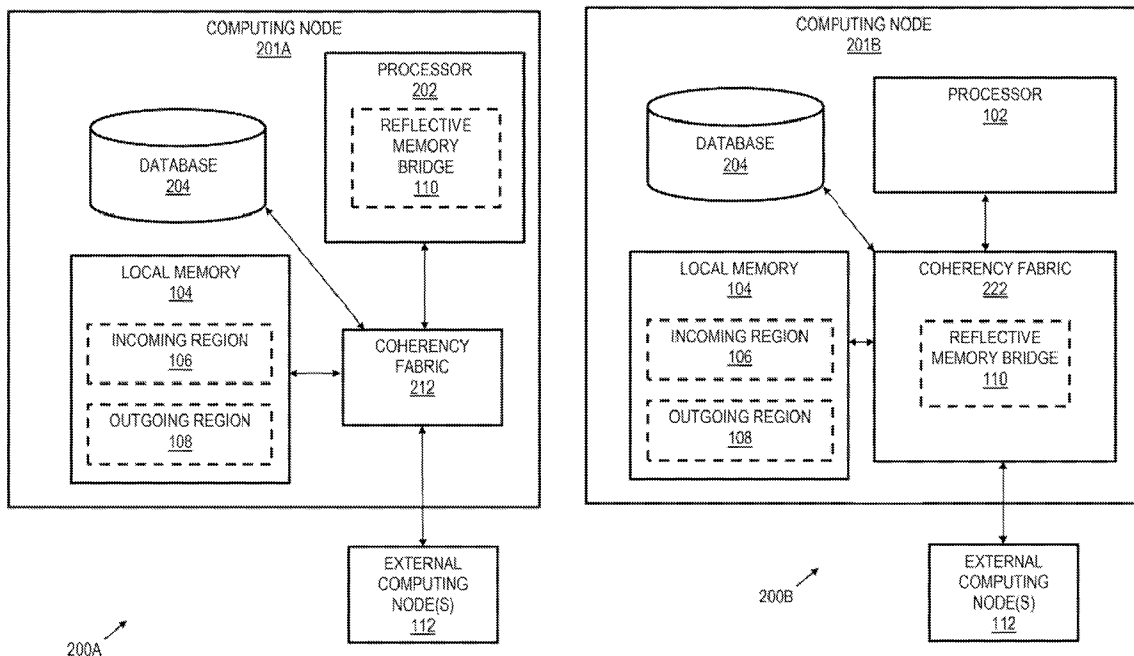 COMPUTING NODE
201A
PROCESSOR
202
REFLECTIVE
MEMORY
BRIDGE
110
DATABASE
204
LOCAL MEMORY
104
INCOMING REGION
106
OUTGOING REGION
108
COHERENCY
FABRIC
212
EXTERNAL
COMPUTING
NODE(S)
112
200A
COMPUTING NODE
201B
PROCESSOR
102
DATABASE
204
LOCAL MEMORY
104
INCOMING REGION
106
OUTGOING REGION
108
COHERENCY FABRIC
222
REFLECTIVE
MEMORY BRIDGE
110
EXTERNAL
COMPUTING
NODE(S)
112
200B